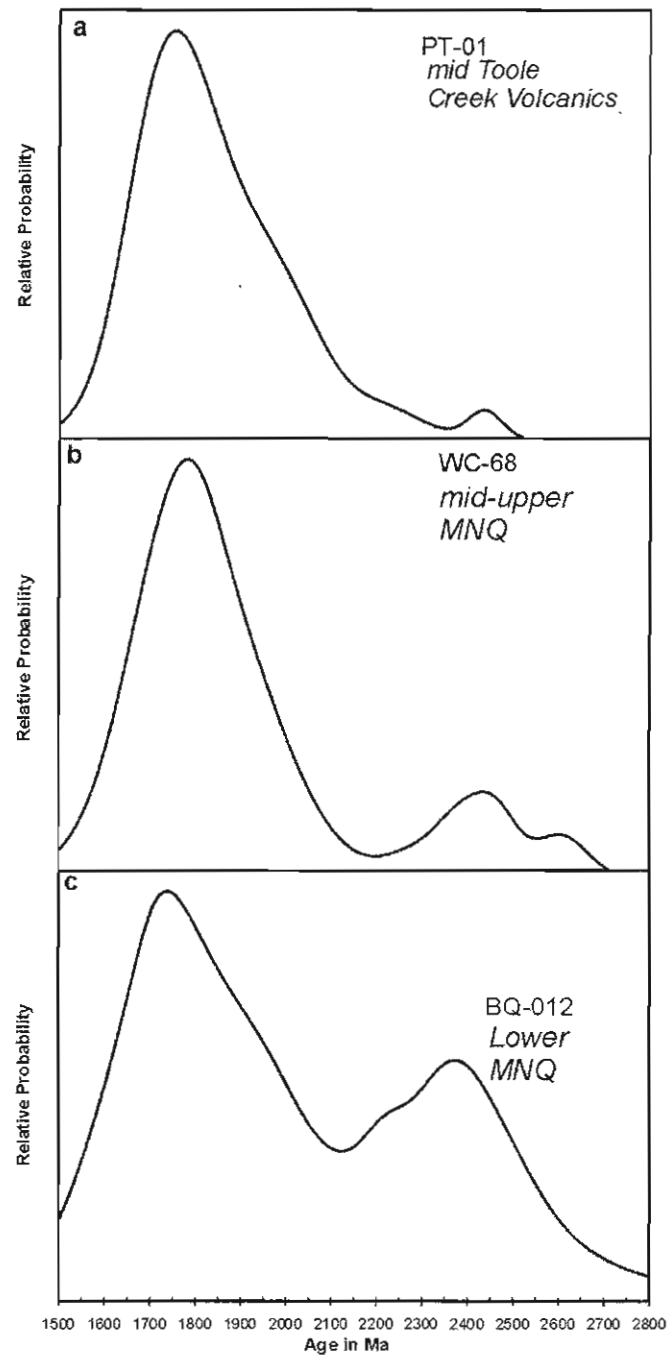 a
PT-01
mid Toole
Creek Volcanics
Relative Probability
b
WC-68
mid-upper
MNQ
Relative Probability
c
BQ-012
Lower
MNQ
Relative Probability
1500 1600 1700 1800 1900 2000 2100 2200 2300 2400 2500 2600 2700 2800
Age in Ma